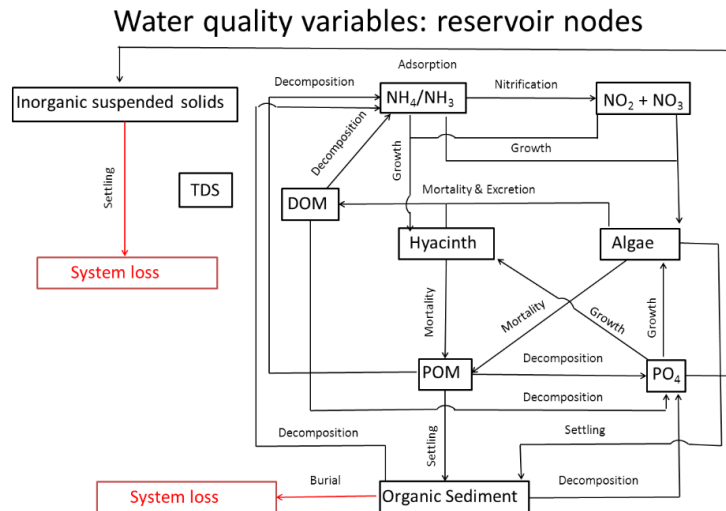 Water quality variables: reservoir nodes
Adsorption
Decomposition
Nitrification
Inorganic suspended solids
NH₄/NH₃
NO₂ + NO₃
Decomposition
Growth
Growth
Settling
TDS
Mortality & Excretion
DOM
Hyacinth
Algae
System loss
Mortality
Mortality
Growth
Growth
Decomposition
POM
PO₄
Decomposition
Decomposition
Settling
Settling
Burial
Decomposition
System loss
Organic Sediment